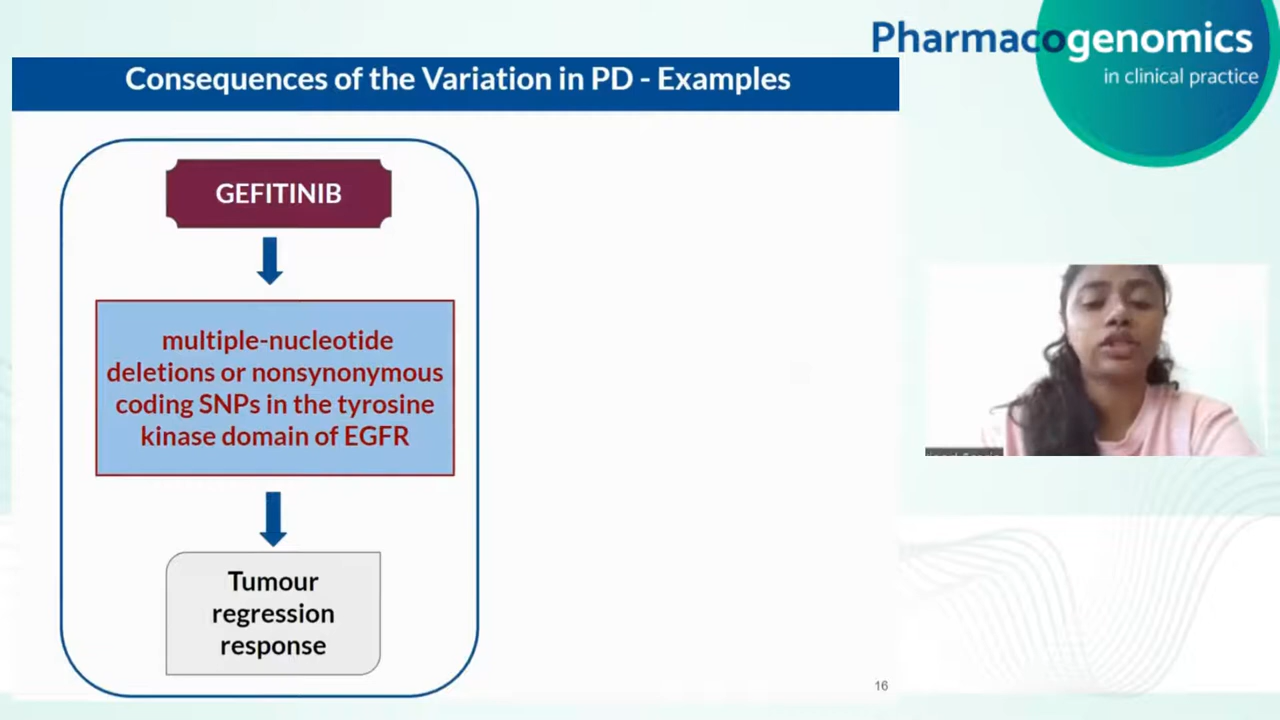 Pharmacogenomics
in clinical practice
Consequences of the Variation in PD - Examples
GEFITINIB
multiple-nucleotide
deletions or nonsynonymous
coding SNPs in the tyrosine
kinase domain of EGFR
Tumour
regression
response
16